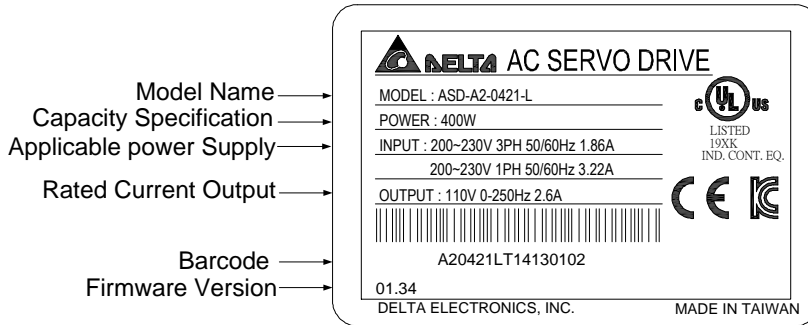 DELTA AC SERVO DRIVE
Model Name
MODEL : ASD-A2-0421-L
Capacity Specification
POWER : 400W
Applicable power Supply
INPUT : 200~230V 3PH 50/60Hz 1.86A
200~230V 1PH 50/60Hz 3.22A
Rated Current Output
OUTPUT : 110V 0-250Hz 2.6A
C UL US
LISTED
19XK
IND. CONT. EQ.
CE
KC
Barcode
A20421LT14130102
Firmware Version
01.34
DELTA ELECTRONICS, INC.
MADE IN TAIWAN